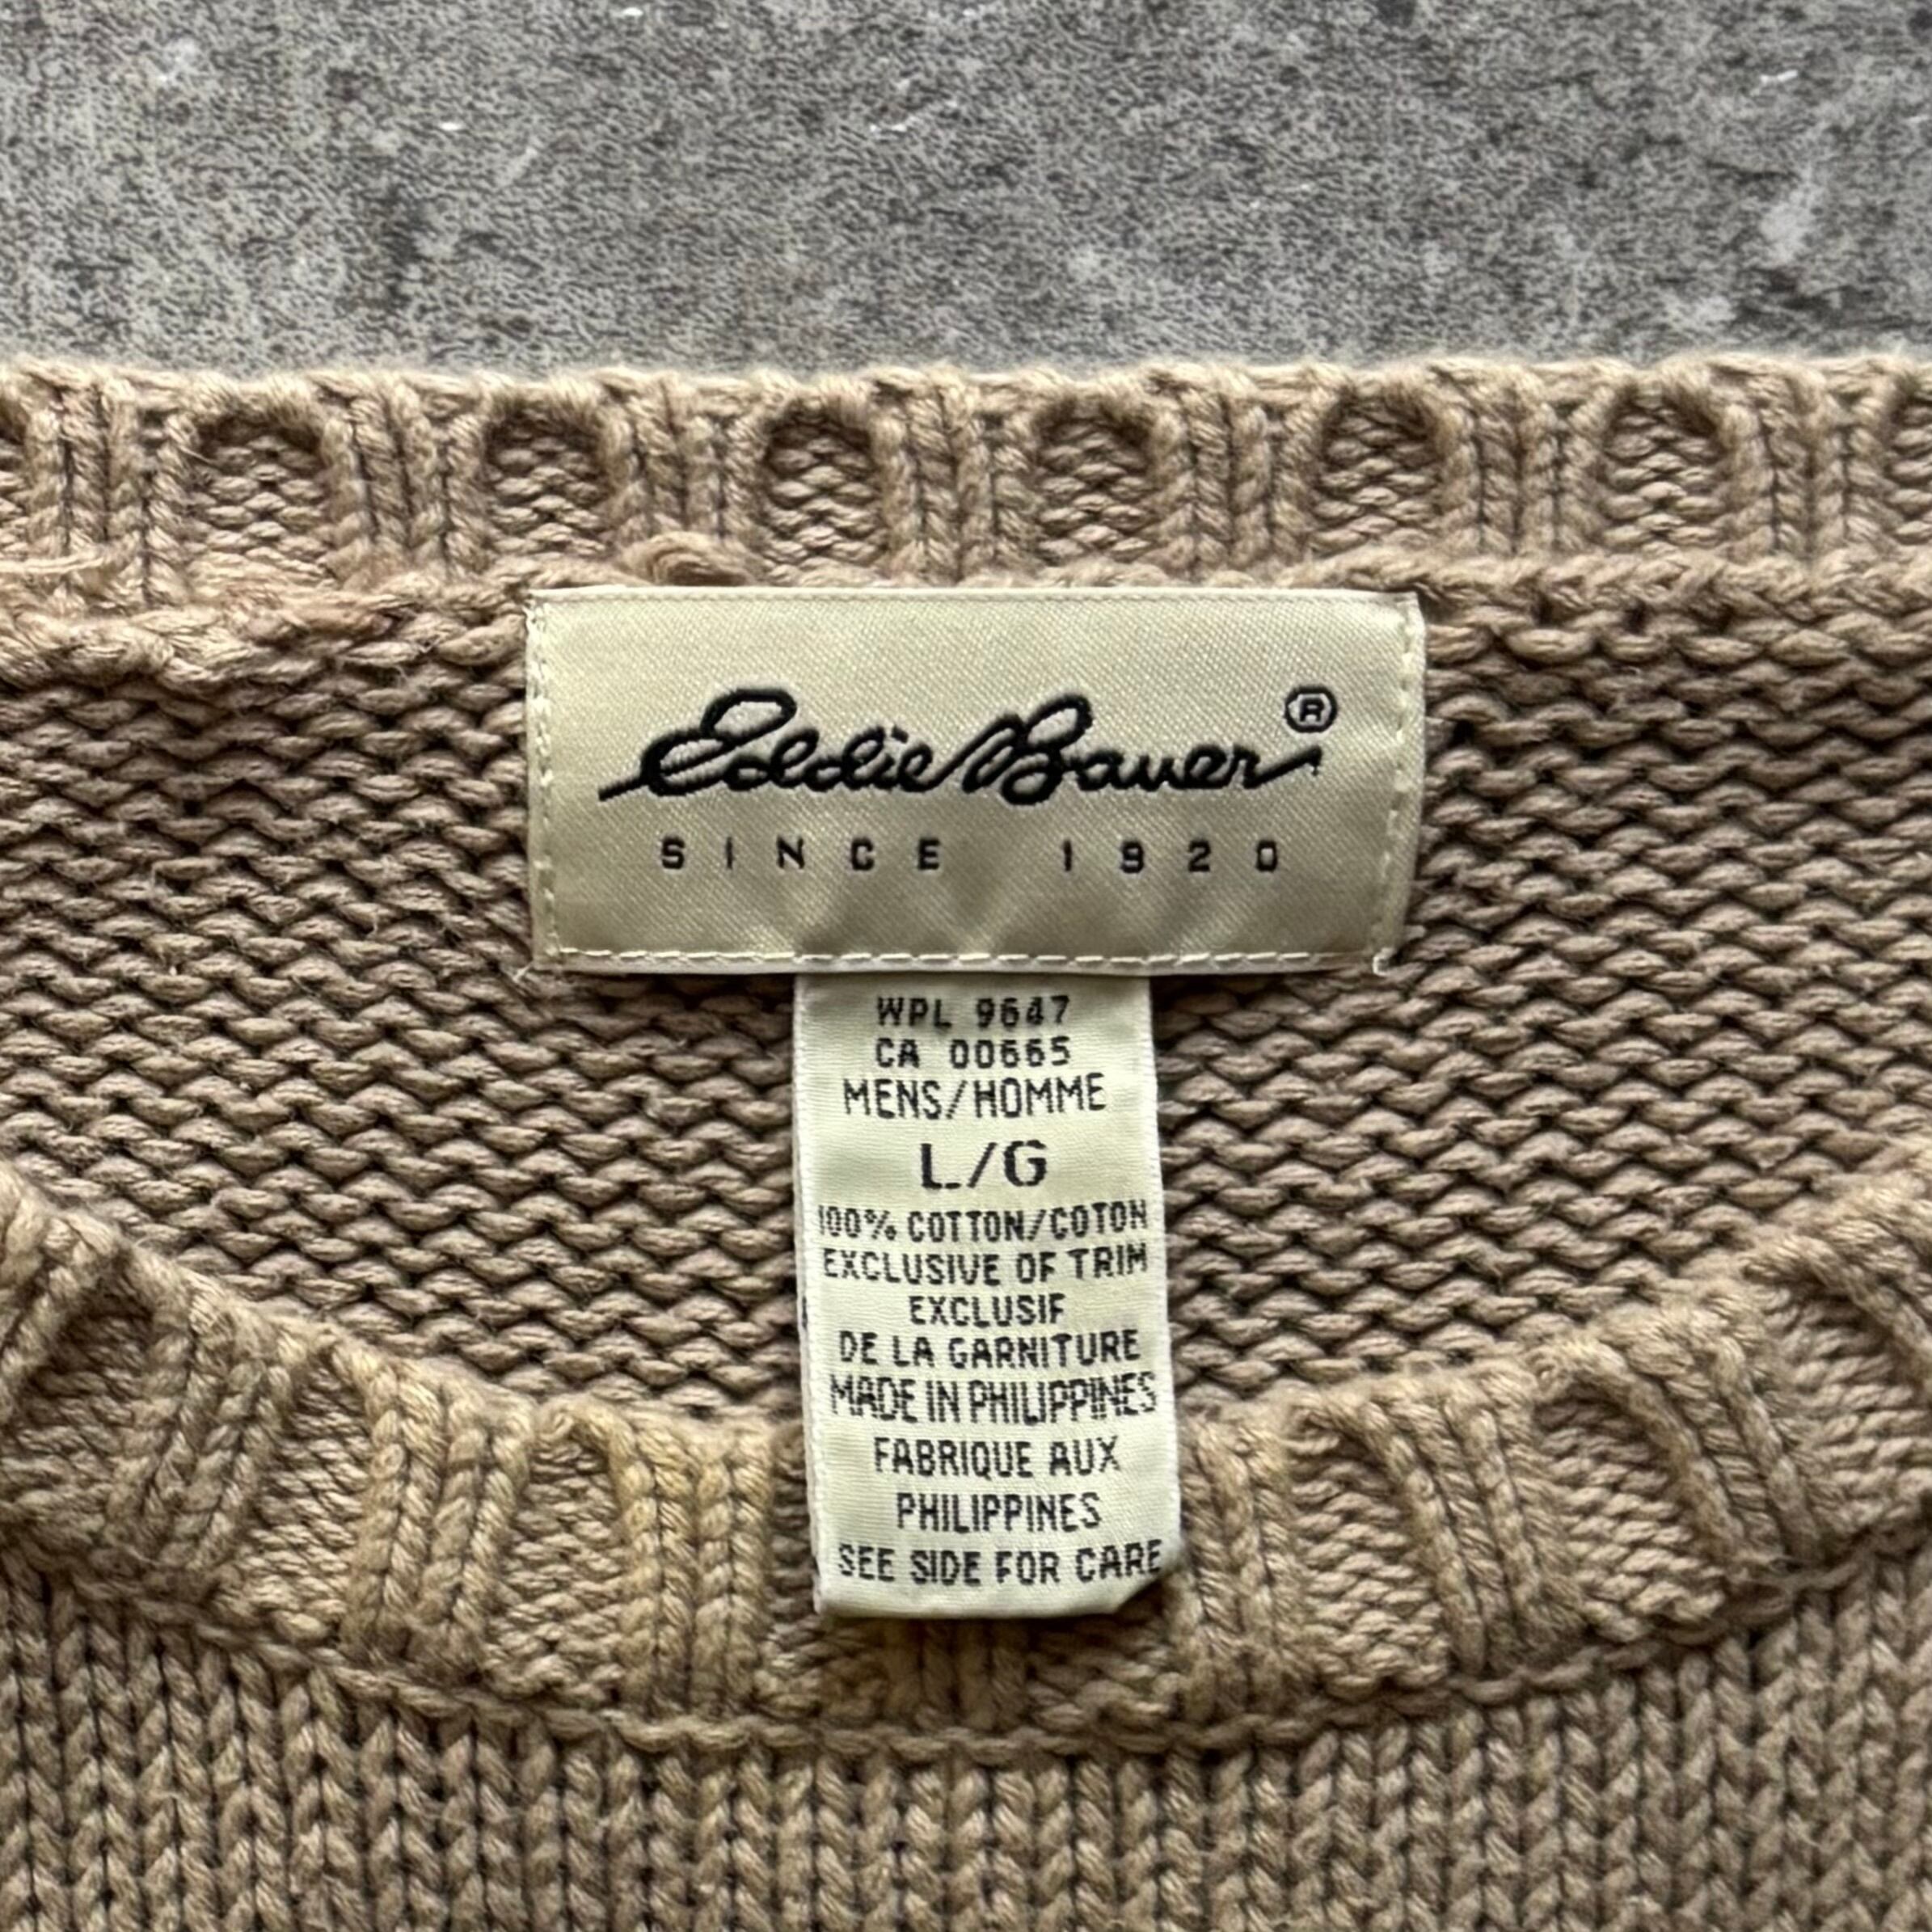 Eddie Bauer®
SINCE 1920
WPL 9647
CA 00665
MENS/HOMME
L/G
100% COTTON/COTON
EXCLUSIVE OF TRIM
EXCLUSIF
DE LA GARNITURE
MADE IN PHILIPPINES
FABRIQUE AUX
PHILIPPINES
SEE SIDE FOR CARE